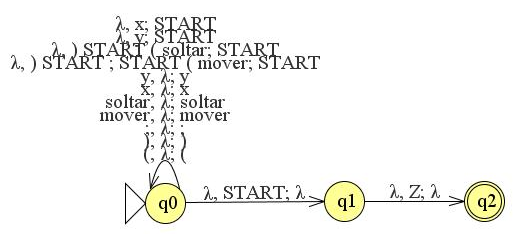 λ, x; START
λ, y; START
λ, ) START ( soltar; START
λ, ) START ; START ( mover; START
y, λ; y
x, λ; x
soltar, λ; soltar
mover, λ; mover
;, λ; ;
), λ; )
(, λ; (
q0
λ, START; λ
q1
λ, Z; λ
q2